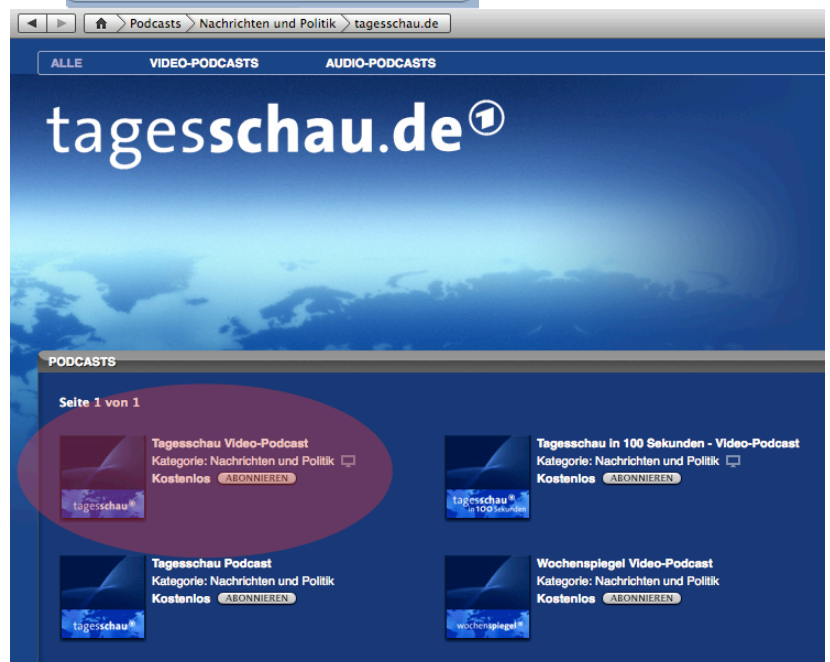 Podcasts Nachrichten und Politik tagesschau.de
ALLE VIDEO-PODCASTS AUDIO-PODCASTS
tagesschau.de
PODCASTS
Seite 1 von 1
Tagesschau Video-Podcast
Kategorie: Nachrichten und Politik
Kostenlos ABONNIEREN
tagesschau
Tagesschau in 100 Sekunden - Video-Podcast
Kategorie: Nachrichten und Politik
Kostenlos ABONNIEREN
tagesschau
in 100 Sekunden
Tagesschau Podcast
Kategorie: Nachrichten und Politik
Kostenlos ABONNIEREN
tagesschau
Wochenspiegel Video-Podcast
Kategorie: Nachrichten und Politik
Kostenlos ABONNIEREN
wochenspiegel